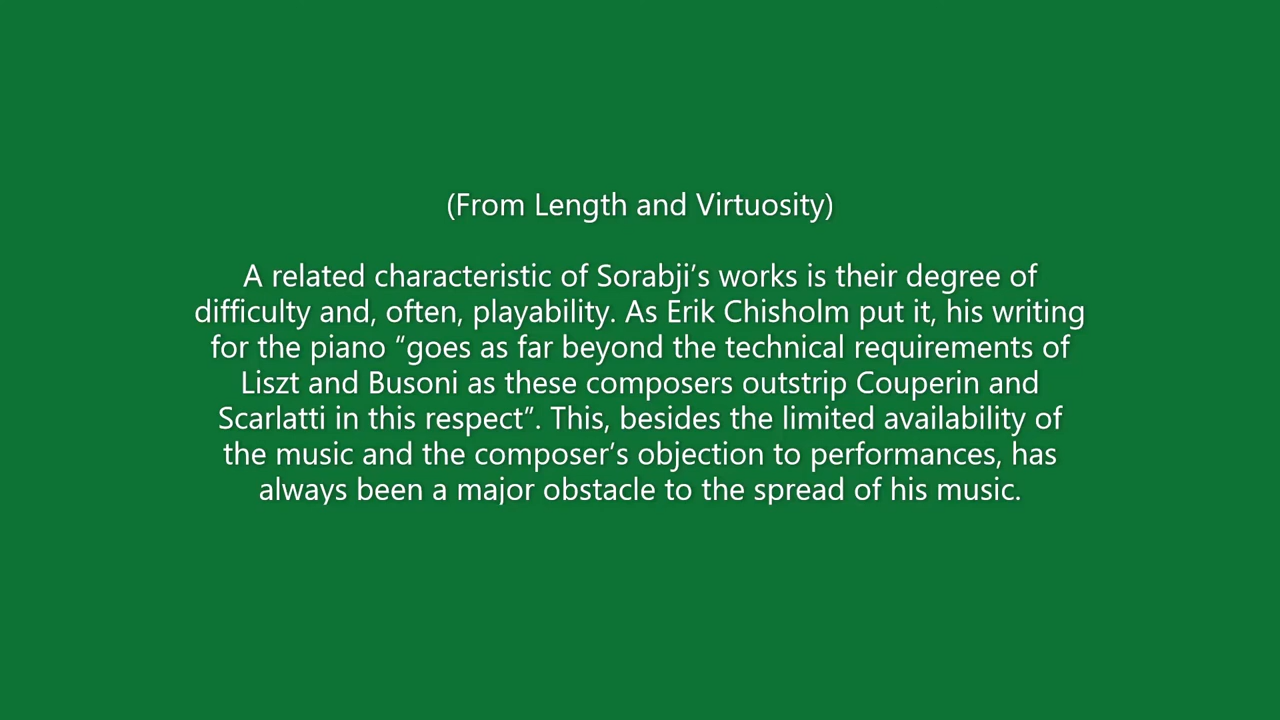 (From Length and Virtuosity)
A related characteristic of Sorabji’s works is their degree of
difficulty and, often, playability. As Erik Chisholm put it, his writing
for the piano “goes as far beyond the technical requirements of
Liszt and Busoni as these composers outstrip Couperin and
Scarlatti in this respect”. This, besides the limited availability of
the music and the composer’s objection to performances, has
always been a major obstacle to the spread of his music.